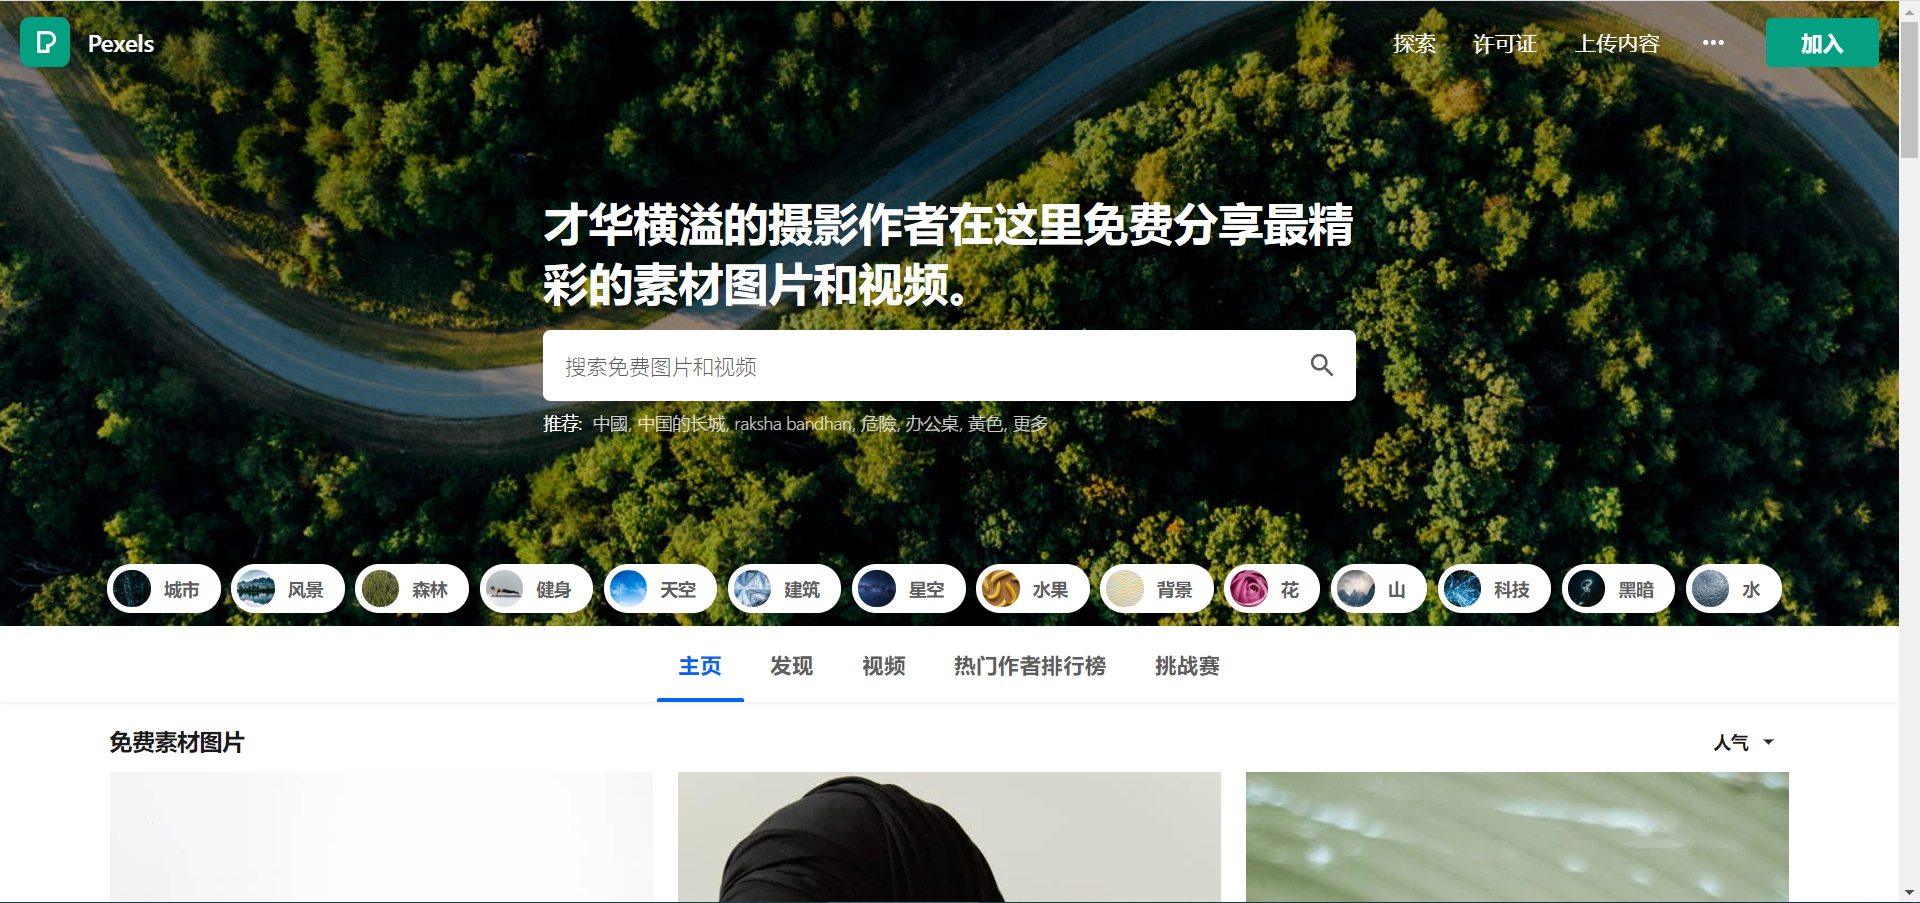 Pexels
探索 许可证 上传内容 ••• 加入
才华横溢的摄影作者在这里免费分享最精
彩的素材图片和视频。
搜索免费图片和视频
推荐: 中國, 中国的长城, raksha bandhan, 危險, 办公桌, 黃色, 更多
城市 风景 森林 健身 天空 建筑 星空 水果 背景 花 山 科技 黑暗 水
主页 发现 视频 热门作者排行榜 挑战赛
免费素材图片
人气